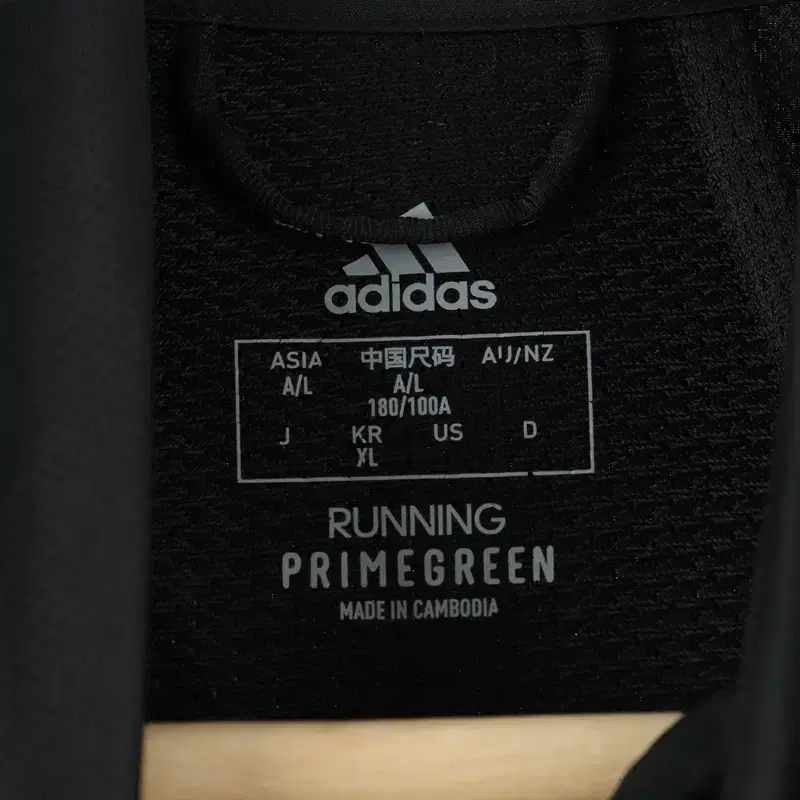 adidas
ASIA 中国尺码 AU/NZ
A/L A/L
180/100A
J KR US D
XL
RUNNING
PRIMEGREEN
MADE IN CAMBODIA